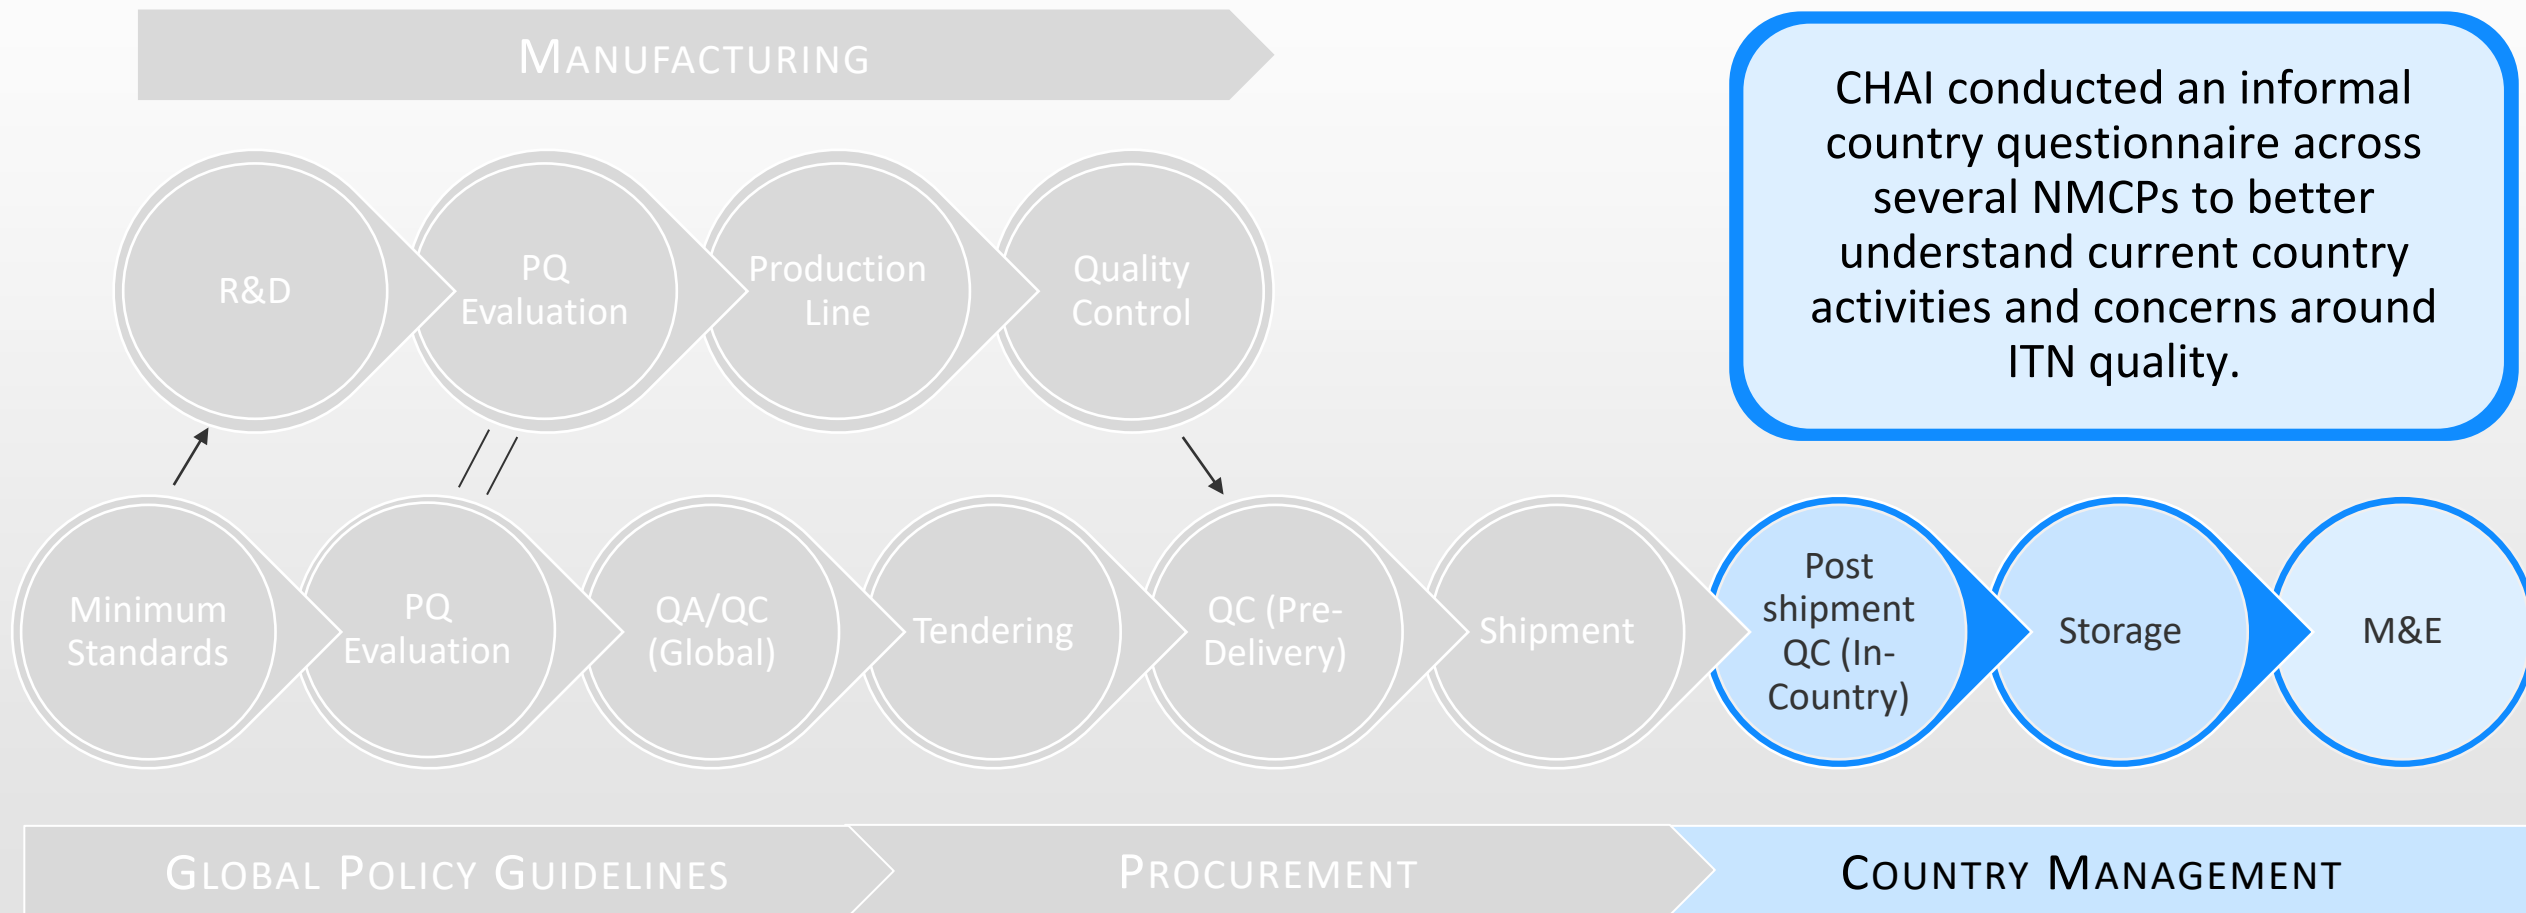 MANUFACTURING
CHAI conducted an informal
country questionnaire across
several NMCPs to better
understand current country
activities and concerns around
ITN quality.
R&D
PQ
Evaluation
Production
Line
Quality
Control
Minimum
Standards
PQ
Evaluation
QA/QC
(Global)
Tendering
QC (Pre-
Delivery)
Shipment
Post
shipment
QC (In-
Country)
Storage
M&E
GLOBAL POLICY GUIDELINES
PROCUREMENT
COUNTRY MANAGEMENT